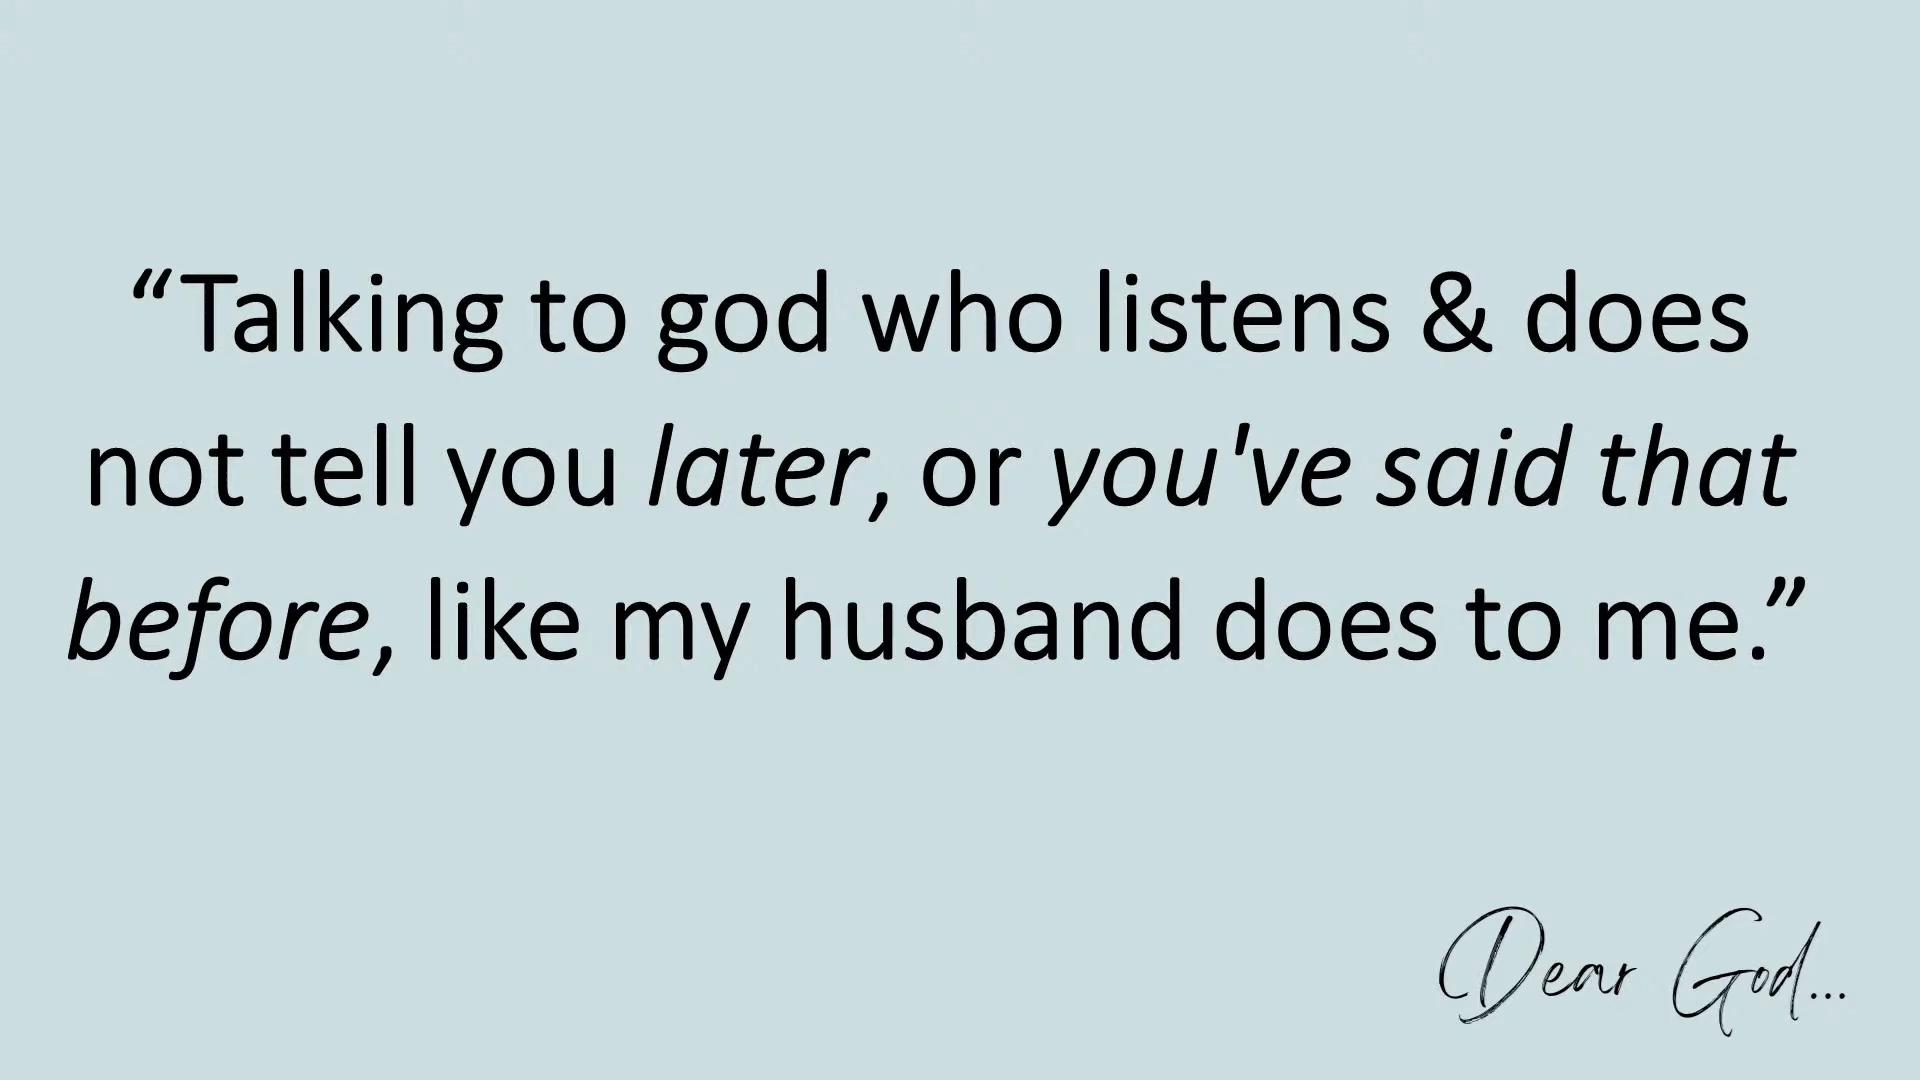 “Talking to god who listens & does
not tell you later, or you've said that
before, like my husband does to me.”
Dear God...